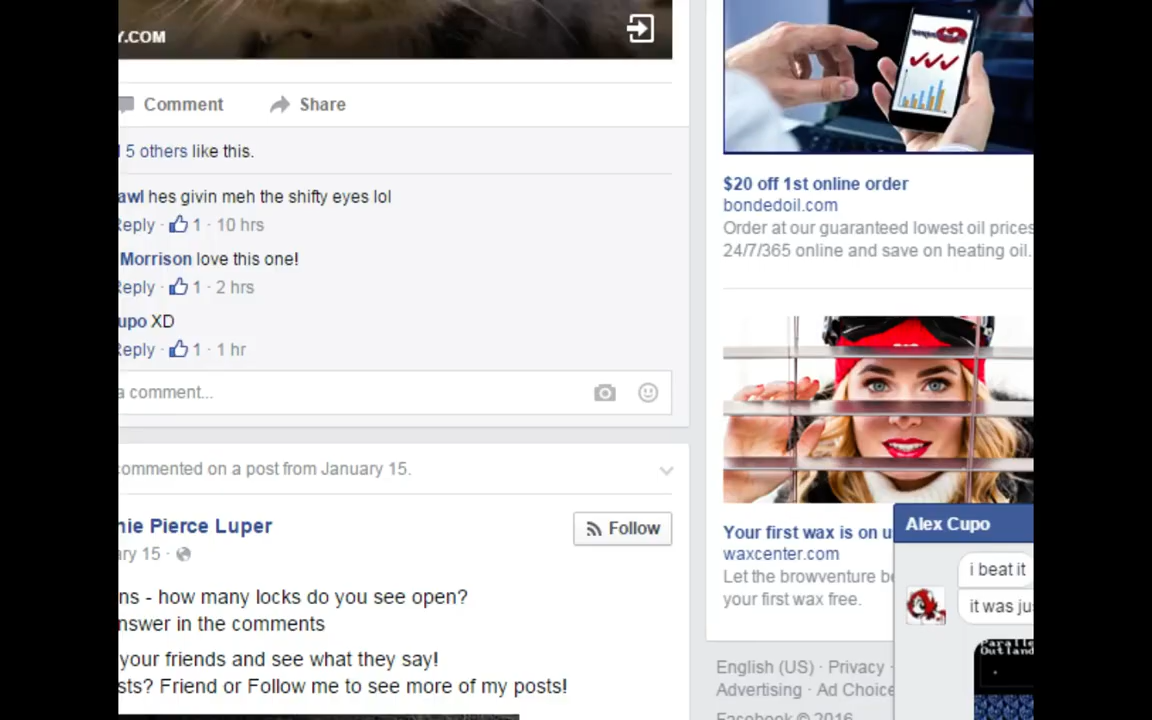 Y.COM
Comment
Share
5 others like this.
awl hes givin meh the shifty eyes lol
Reply · 1 · 10 hrs
Morrison love this one!
Reply · 1 · 2 hrs
upo XD
Reply · 1 · 1 hr
a comment...
commented on a post from January 15.
nie Pierce Luper
Follow
ary 15 ·
ns - how many locks do you see open?
nswer in the comments
your friends and see what they say!
sts? Friend or Follow me to see more of my posts!
$20 off 1st online order
bondedoil.com
Order at our guaranteed lowest oil prices
24/7/365 online and save on heating oil.
Your first wax is on u
waxcenter.com
Let the browventure be
your first wax free.
English (US) · Privacy ·
Advertising · Ad Choice
Facebook © 2016
Alex Cupo
i beat it
it was jus
Paralle
Outland